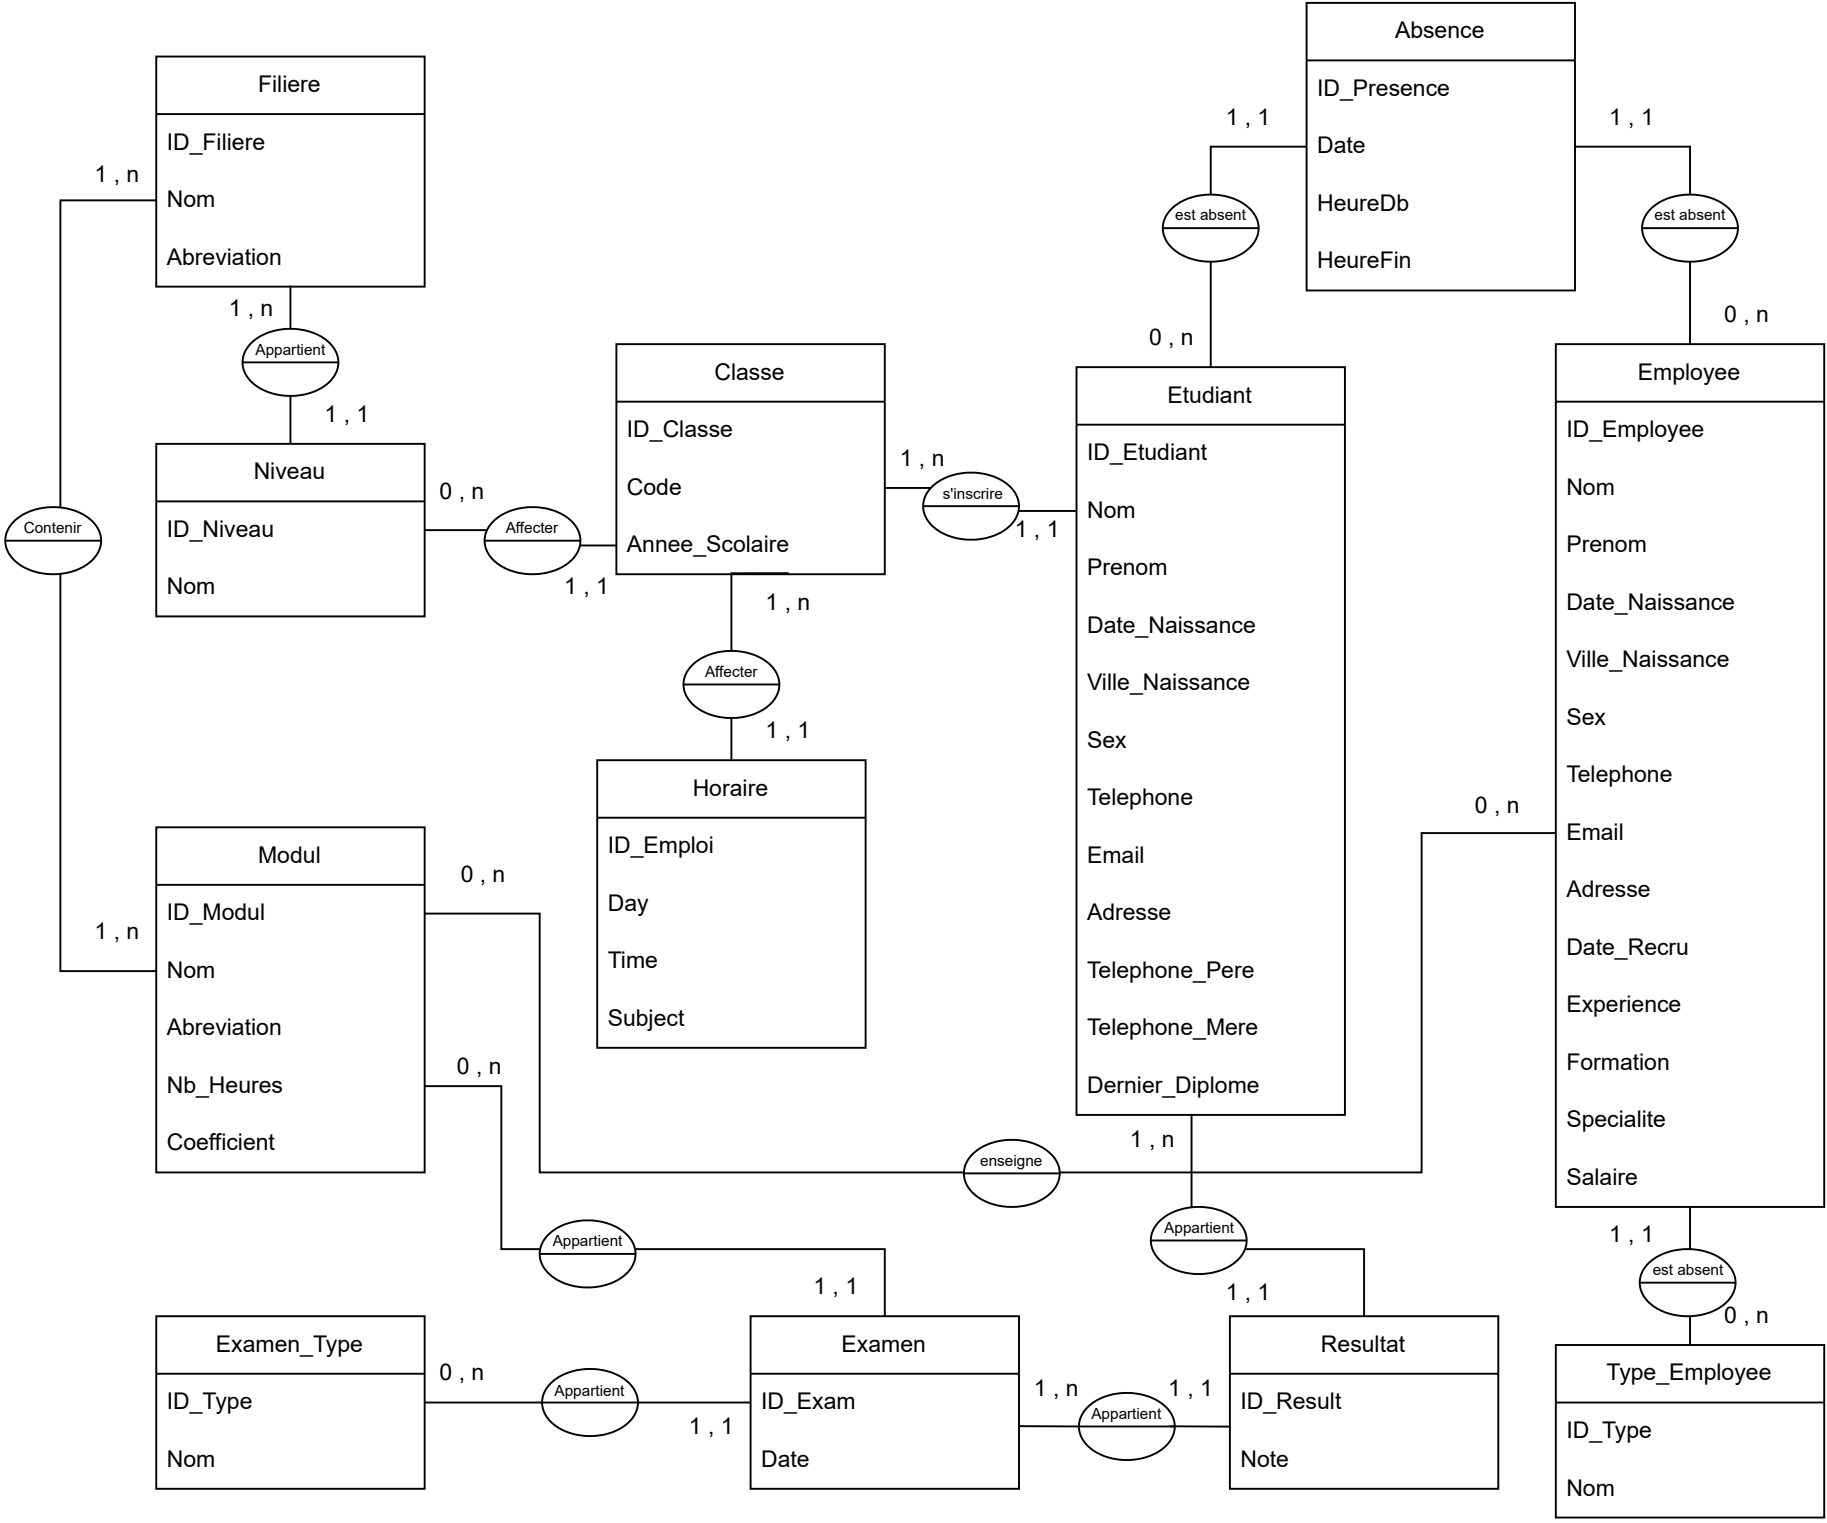 Absence
ID_Presence
Date
HeureDb
HeureFin
1 , 1
1 , 1
est absent
est absent
0 , n
0 , n
Filiere
ID_Filiere
Nom
Abreviation
1 , n
1 , n
Appartient
1 , 1
Niveau
ID_Niveau
Nom
Contenir
0 , n
Affecter
1 , 1
Classe
ID_Classe
Code
Annee_Scolaire
1 , n
s'inscrire
1 , 1
1 , n
Affecter
1 , 1
Horaire
ID_Emploi
Day
Time
Subject
Etudiant
ID_Etudiant
Nom
Prenom
Date_Naissance
Ville_Naissance
Sex
Telephone
Email
Adresse
Telephone_Pere
Telephone_Mere
Dernier_Diplome
Employee
ID_Employee
Nom
Prenom
Date_Naissance
Ville_Naissance
Sex
Telephone
Email
Adresse
Date_Recru
Experience
Formation
Specialite
Salaire
0 , n
Modul
ID_Modul
Nom
Abreviation
Nb_Heures
Coefficient
1 , n
0 , n
0 , n
enseigne
1 , n
Appartient
1 , 1
Appartient
1 , 1
1 , 1
est absent
0 , n
Examen_Type
ID_Type
Nom
0 , n
Appartient
1 , 1
Examen
ID_Exam
Date
1 , n
Appartient
1 , 1
Resultat
ID_Result
Note
Type_Employee
ID_Type
Nom